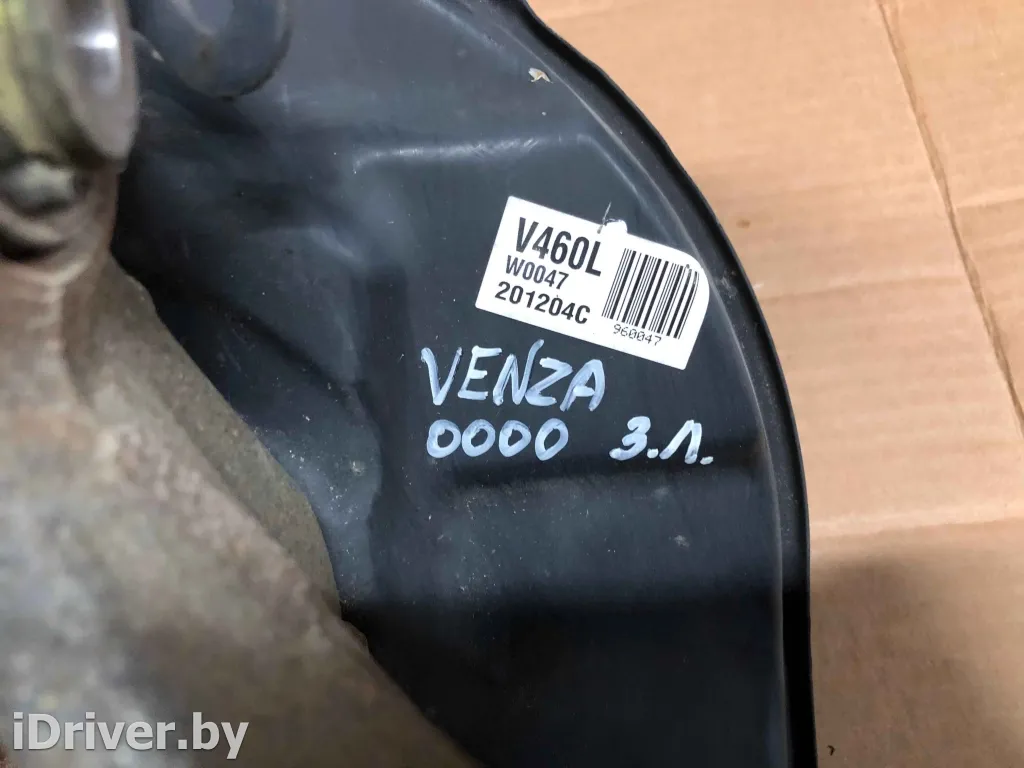 V460L
W0047
201204C
960047
VENZA
0000 З.Л.
iDriver.by